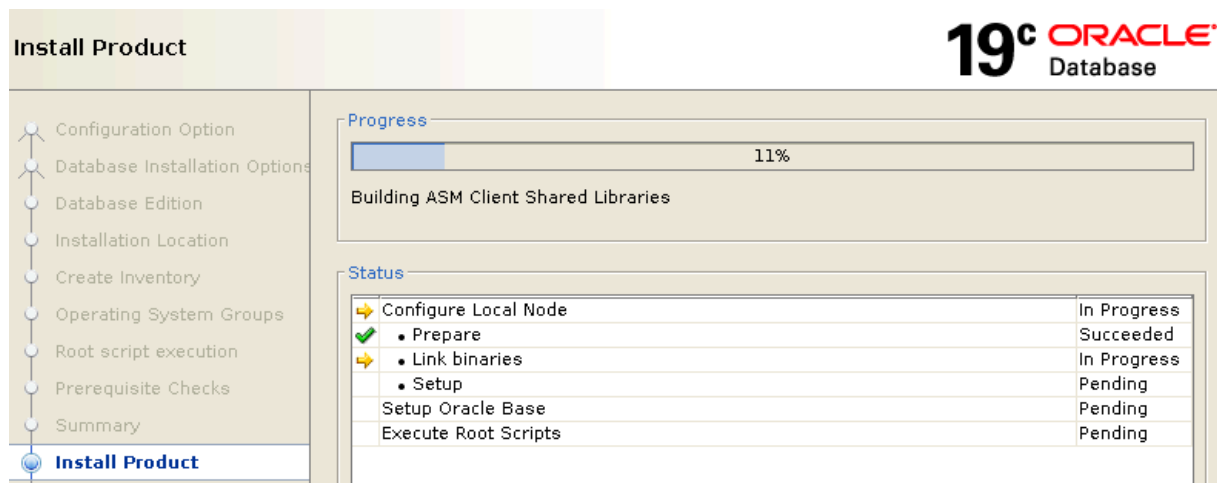 Install Product
19c ORACLE
Database
Configuration Option
Database Installation Options
Database Edition
Installation Location
Create Inventory
Operating System Groups
Root script execution
Prerequisite Checks
Summary
Install Product
Progress
11%
Building ASM Client Shared Libraries
Status
Configure Local Node In Progress
• Prepare Succeeded
• Link binaries In Progress
• Setup Pending
Setup Oracle Base Pending
Execute Root Scripts Pending